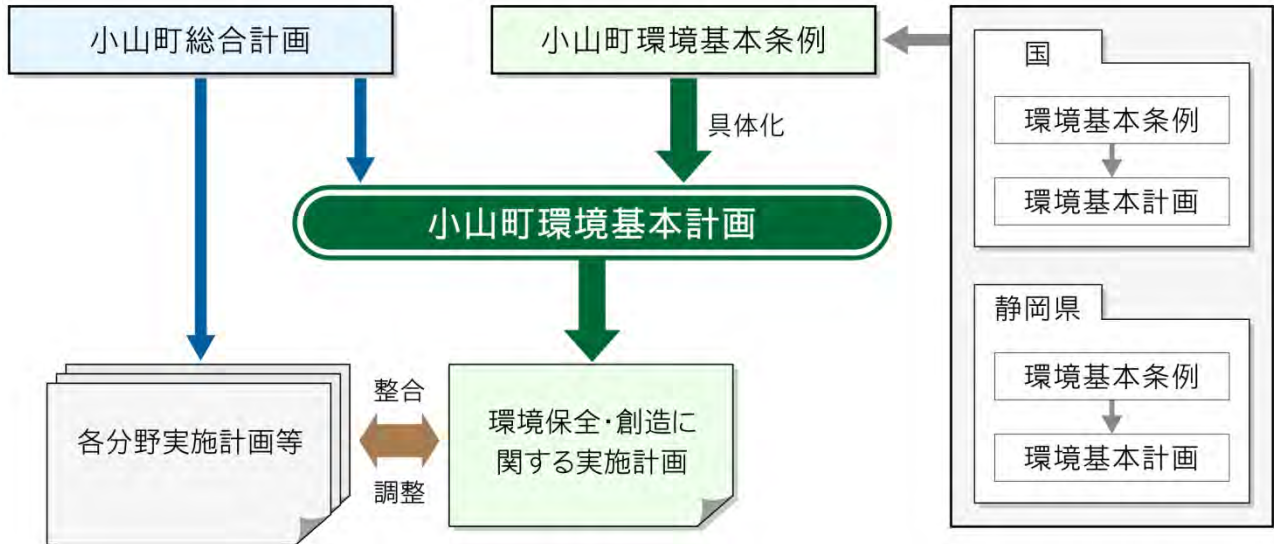 小山町総合計画
小山町環境基本条例
具体化
小山町環境基本計画
各分野実施計画等
整合
調整
環境保全・創造に
関する実施計画
国
環境基本条例
環境基本計画
静岡県
環境基本条例
環境基本計画